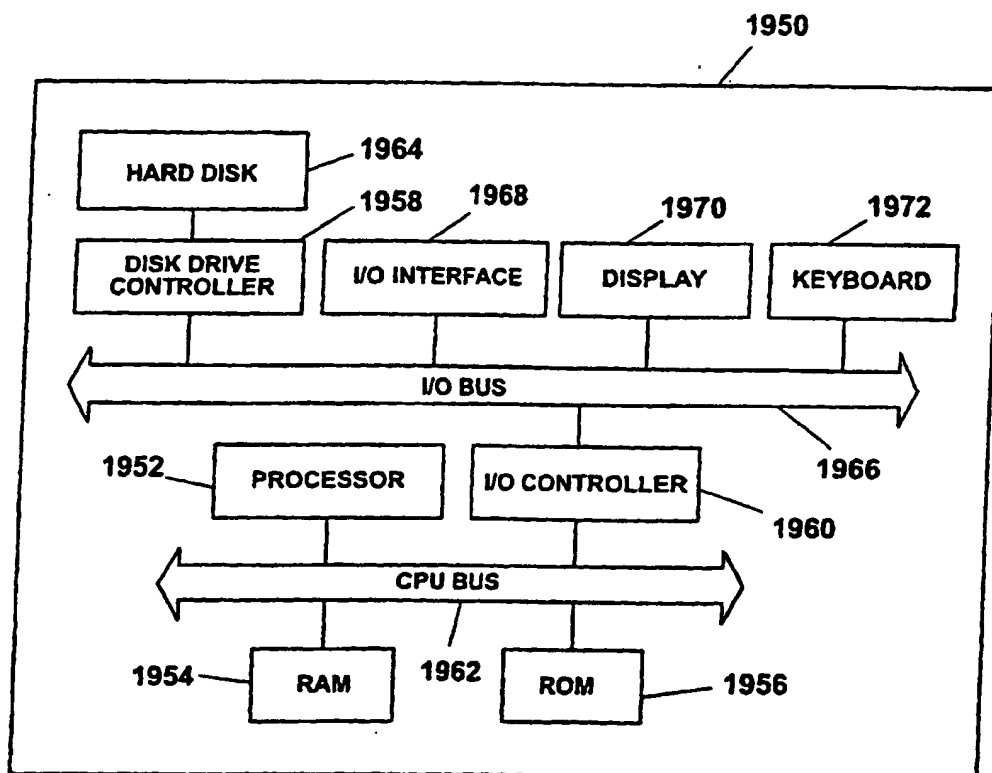 1950
HARD DISK
1964
1958
1968
1970
1972
DISK DRIVE
CONTROLLER
I/O INTERFACE
DISPLAY
KEYBOARD
I/O BUS
1966
1952
PROCESSOR
I/O CONTROLLER
1960
CPU BUS
1962
1954
RAM
ROM
1956